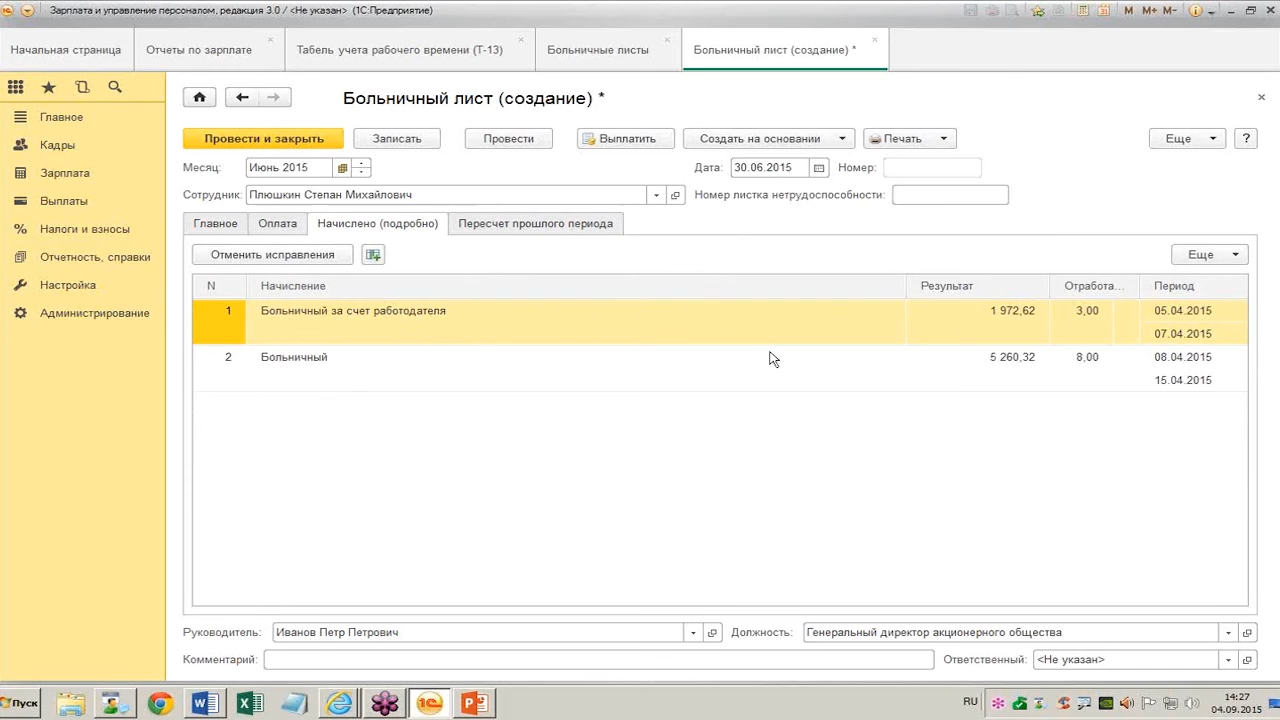 Зарплата и управление персоналом, редакция 3.0 / <Не указан> (1С:Предприятие)
M M+ M-
Начальная страница
Отчеты по зарплате
Табель учета рабочего времени (Т-13)
Больничные листы
Больничный лист (создание) *
Главное
Кадры
Зарплата
Выплаты
Налоги и взносы
Отчетность, справки
Настройка
Администрирование
Больничный лист (создание) *
Провести и закрыть
Записать
Провести
Выплатить
Создать на основании
Печать
Еще
?
Месяц: Июнь 2015
Дата: 30.06.2015
Номер:
Сотрудник: Плюшкин Степан Михайлович
Номер листка нетрудоспособности:
Главное
Оплата
Начислено (подробно)
Пересчет прошлого периода
Отменить исправления
Еще
N Начисление Результат Отработа... Период
1 Больничный за счет работодателя 1 972,62 3,00 05.04.2015
07.04.2015
2 Больничный 5 260,32 8,00 08.04.2015
15.04.2015
Руководитель: Иванов Петр Петрович
Должность: Генеральный директор акционерного общества
Комментарий:
Ответственный: <Не указан>
Пуск
RU
14:27
04.09.2015